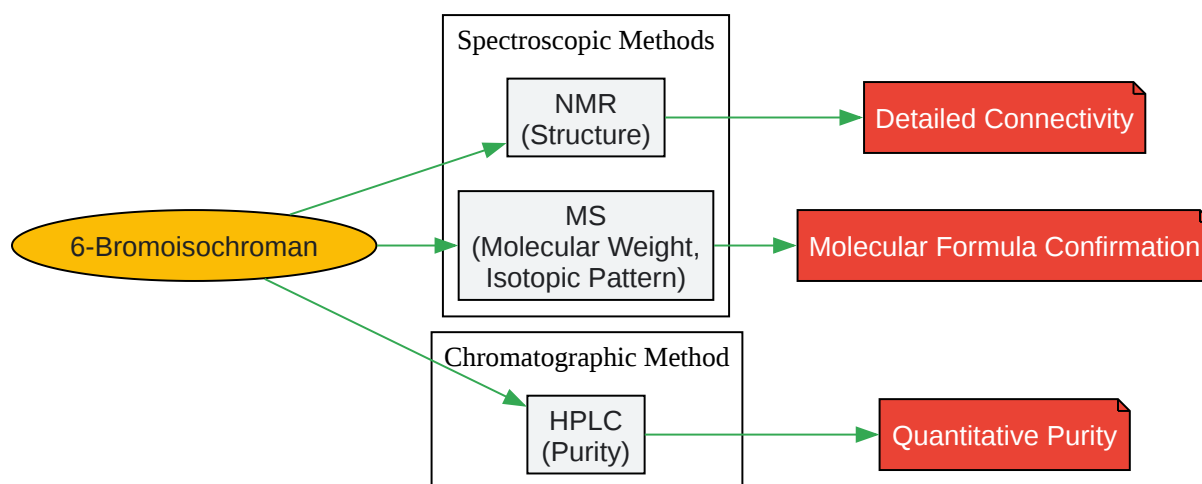 Spectroscopic Methods
NMR
(Structure)
Detailed Connectivity
6-Bromoisochroman
MS
(Molecular Weight,
Isotopic Pattern)
Molecular Formula Confirmation
Chromatographic Method
HPLC
(Purity)
Quantitative Purity